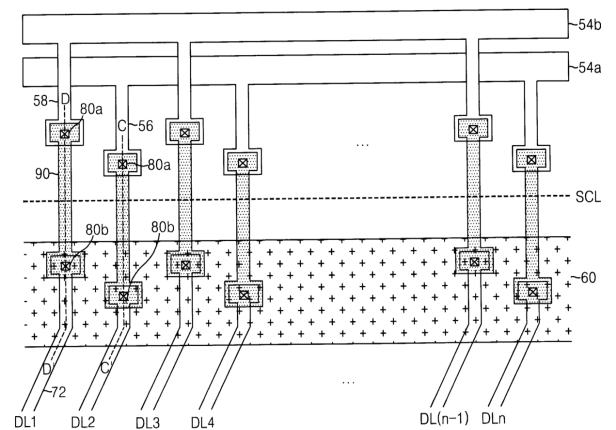 54b
54a
58 D 80a
C 56
80a
90
...
SCL
80b
80b
60
D
C
72
...
DL1 DL2 DL3 DL4 DL(n-1) DLn